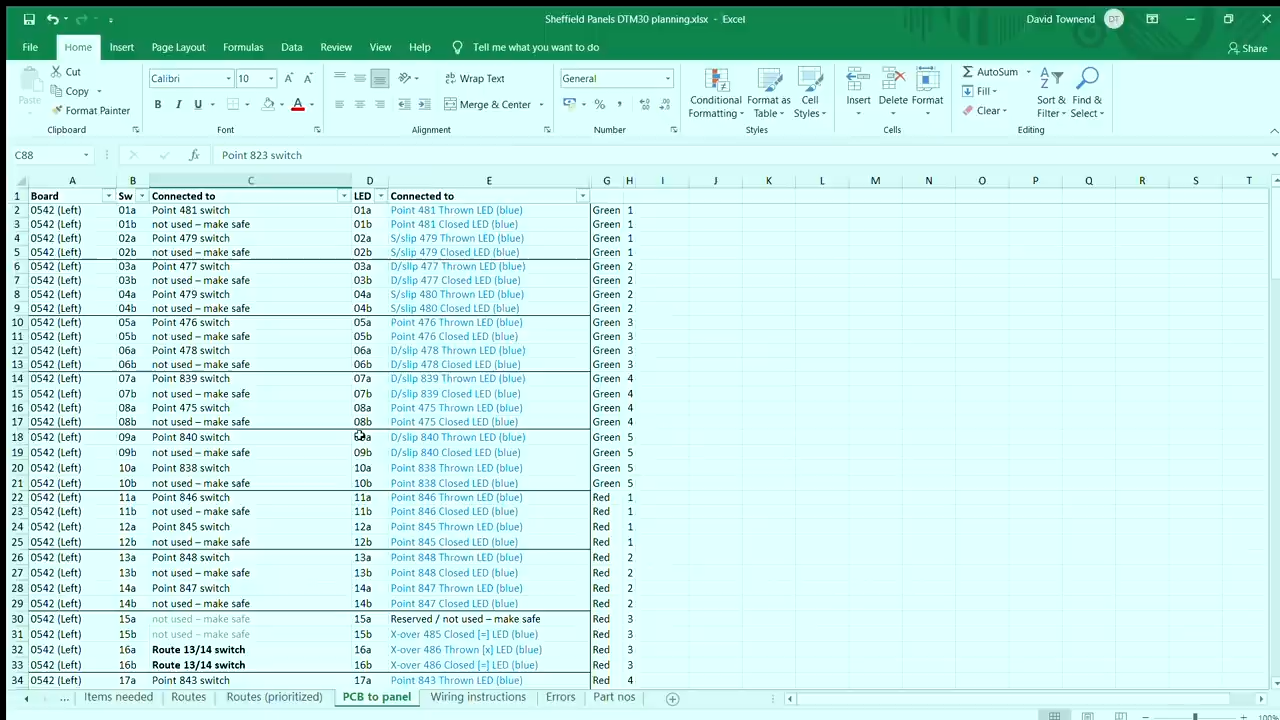 Sheffield Panels DTM30 planning.xlsx - Excel
David Townend DT
File Home Insert Page Layout Formulas Data Review View Help Tell me what you want to do Share
Paste Cut Calibri 10 Wrap Text General Conditional Formatting Format as Table Cell Styles Insert Delete Format AutoSum Sort & Filter Find & Select
Copy Fill
Format Painter B I U A Merge & Center % Clear
Clipboard Font Alignment Number Styles Cells Editing
C88 fx Point 823 switch
A B C D E G H I J K L M N O P Q R S T
1 Board Sw Connected to LED Connected to
2 0542 (Left) 01a Point 481 switch 01a Point 481 Thrown LED (blue) Green 1
3 0542 (Left) 01b not used – make safe 01b Point 481 Closed LED (blue) Green 1
4 0542 (Left) 02a Point 479 switch 02a S/slip 479 Thrown LED (blue) Green 1
5 0542 (Left) 02b not used – make safe 02b S/slip 479 Closed LED (blue) Green 1
6 0542 (Left) 03a Point 477 switch 03a D/slip 477 Thrown LED (blue) Green 2
7 0542 (Left) 03b not used – make safe 03b D/slip 477 Closed LED (blue) Green 2
8 0542 (Left) 04a Point 479 switch 04a S/slip 480 Thrown LED (blue) Green 2
9 0542 (Left) 04b not used – make safe 04b S/slip 480 Closed LED (blue) Green 2
10 0542 (Left) 05a Point 476 switch 05a Point 476 Thrown LED (blue) Green 3
11 0542 (Left) 05b not used – make safe 05b Point 476 Closed LED (blue) Green 3
12 0542 (Left) 06a Point 478 switch 06a D/slip 478 Thrown LED (blue) Green 3
13 0542 (Left) 06b not used – make safe 06b D/slip 478 Closed LED (blue) Green 3
14 0542 (Left) 07a Point 839 switch 07a D/slip 839 Thrown LED (blue) Green 4
15 0542 (Left) 07b not used – make safe 07b D/slip 839 Closed LED (blue) Green 4
16 0542 (Left) 08a Point 475 switch 08a Point 475 Thrown LED (blue) Green 4
17 0542 (Left) 08b not used – make safe 08b Point 475 Closed LED (blue) Green 4
18 0542 (Left) 09a Point 840 switch D/slip 840 Thrown LED (blue) Green 5
19 0542 (Left) 09b not used – make safe 09b D/slip 840 Closed LED (blue) Green 5
20 0542 (Left) 10a Point 838 switch 10a Point 838 Thrown LED (blue) Green 5
21 0542 (Left) 10b not used – make safe 10b Point 838 Closed LED (blue) Green 5
22 0542 (Left) 11a Point 846 switch 11a Point 846 Thrown LED (blue) Red 1
23 0542 (Left) 11b not used – make safe 11b Point 846 Closed LED (blue) Red 1
24 0542 (Left) 12a Point 845 switch 12a Point 845 Thrown LED (blue) Red 1
25 0542 (Left) 12b not used – make safe 12b Point 845 Closed LED (blue) Red 1
26 0542 (Left) 13a Point 848 switch 13a Point 848 Thrown LED (blue) Red 2
27 0542 (Left) 13b not used – make safe 13b Point 848 Closed LED (blue) Red 2
28 0542 (Left) 14a Point 847 switch 14a Point 847 Thrown LED (blue) Red 2
29 0542 (Left) 14b not used – make safe 14b Point 847 Closed LED (blue) Red 2
30 0542 (Left) 15a not used – make safe 15a Reserved / not used – make safe Red 3
31 0542 (Left) 15b not used – make safe 15b X-over 485 Closed [=] LED (blue) Red 3
32 0542 (Left) 16a Route 13/14 switch 16a X-over 486 Thrown [x] LED (blue) Red 3
33 0542 (Left) 16b Route 13/14 switch 16b X-over 486 Closed [=] LED (blue) Red 3
34 0542 (Left) 17a Point 843 switch 17a Point 843 Thrown LED (blue) Red 4
... Items needed Routes Routes (prioritized) PCB to panel Wiring instructions Errors Part nos
100%